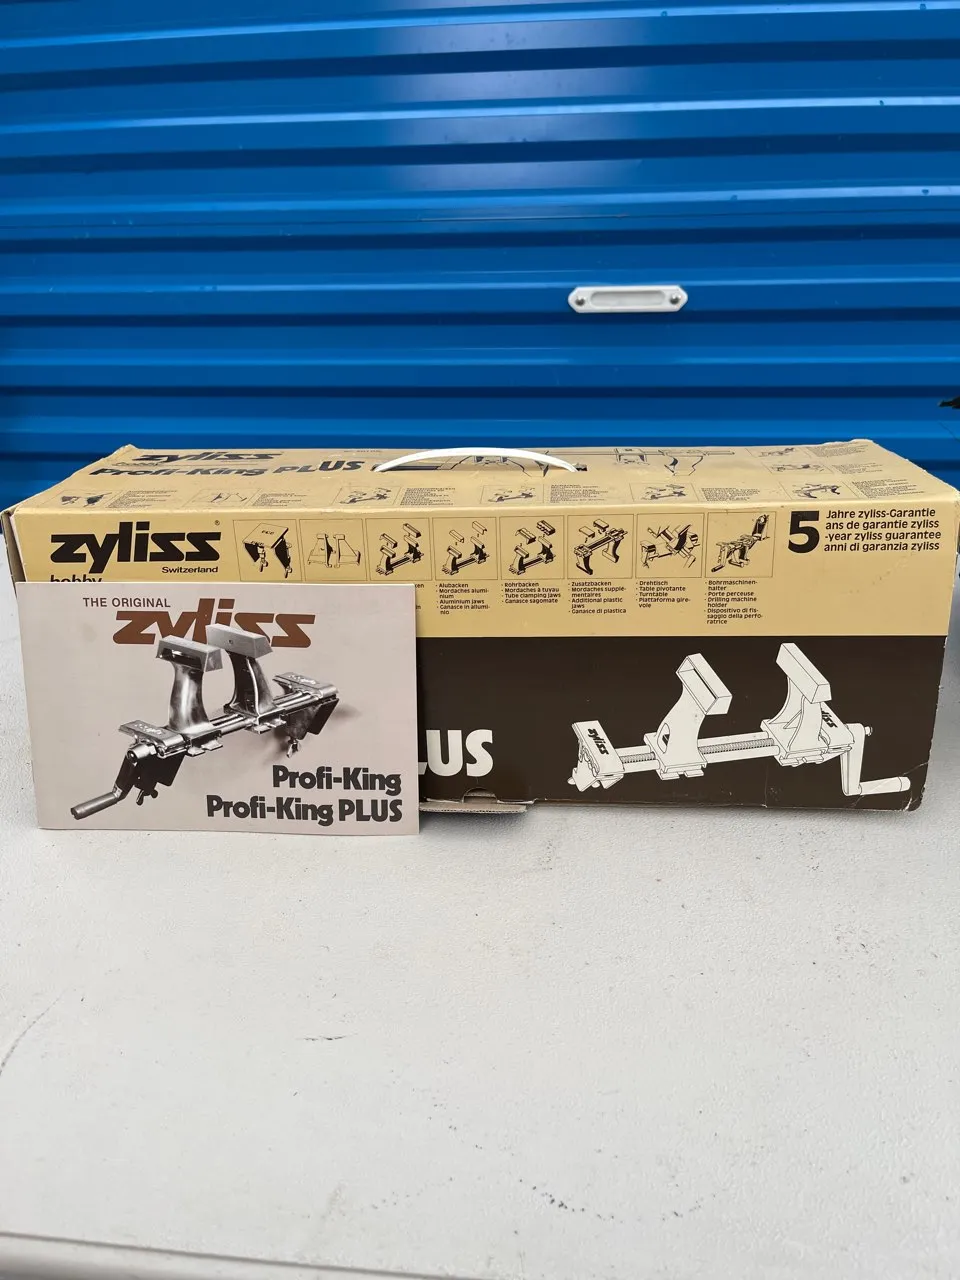 zyliss
Profi-King PLUS
zyliss®
Switzerland
hobby
Alubacken
Mordaches alumi-
nium
Aluminium jaws
Ganasce in allumi-
nio
Rohrbacken
Mordaches à tuyau
Tube clamping jaws
Ganasce sagomate
Zusatzbacken
Mordaches supplé-
mentaires
Additional plastic
jaws
Ganasce di plastica
Drehtisch
Table pivotante
Turntable
Piattaforma gire-
vole
Bohrmaschinen-
halter
Porte perceuse
Drilling machine
holder
Dispositivo di fis-
saggio della perfo-
ratrice
5 Jahre zyliss-Garantie
ans de garantie zyliss
-year zyliss guarantee
anni di garanzia zyliss
LUS
zyliss
zyliss
THE ORIGINAL
zyliss
Profi-King
Profi-King PLUS